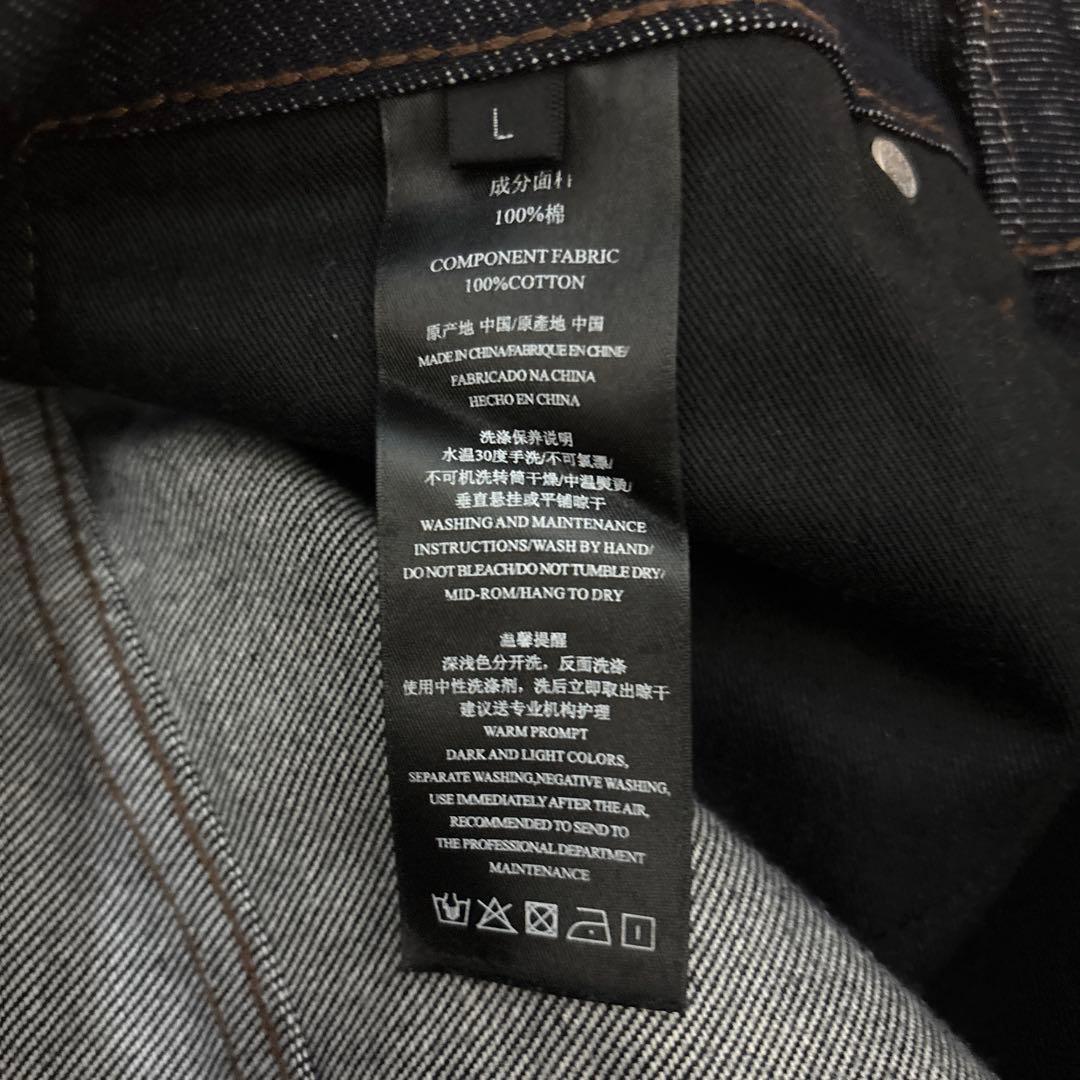 L
成分面料
100%棉
COMPONENT FABRIC
100%COTTON
原产地 中国/原產地 中国
MADE IN CHINA/FABRIQUE EN CHINE/
FABRICADO NA CHINA
HECHO EN CHINA
洗涤保养说明
水温30度手洗/不可氯漂/
不可机洗转筒干燥/中温熨烫/
垂直悬挂或平铺晾干
WASHING AND MAINTENANCE
INSTRUCTIONS/WASH BY HAND/
DO NOT BLEACH/DO NOT TUMBLE DRY/
MID-ROM/HANG TO DRY
温馨提醒
深浅色分开洗，反面洗涤
使用中性洗涤剂，洗后立即取出晾干
建议送专业机构护理
WARM PROMPT
DARK AND LIGHT COLORS,
SEPARATE WASHING,NEGATIVE WASHING,
USE IMMEDIATELY AFTER THE AIR,
RECOMMENDED TO SEND TO
THE PROFESSIONAL DEPARTMENT
MAINTENANCE